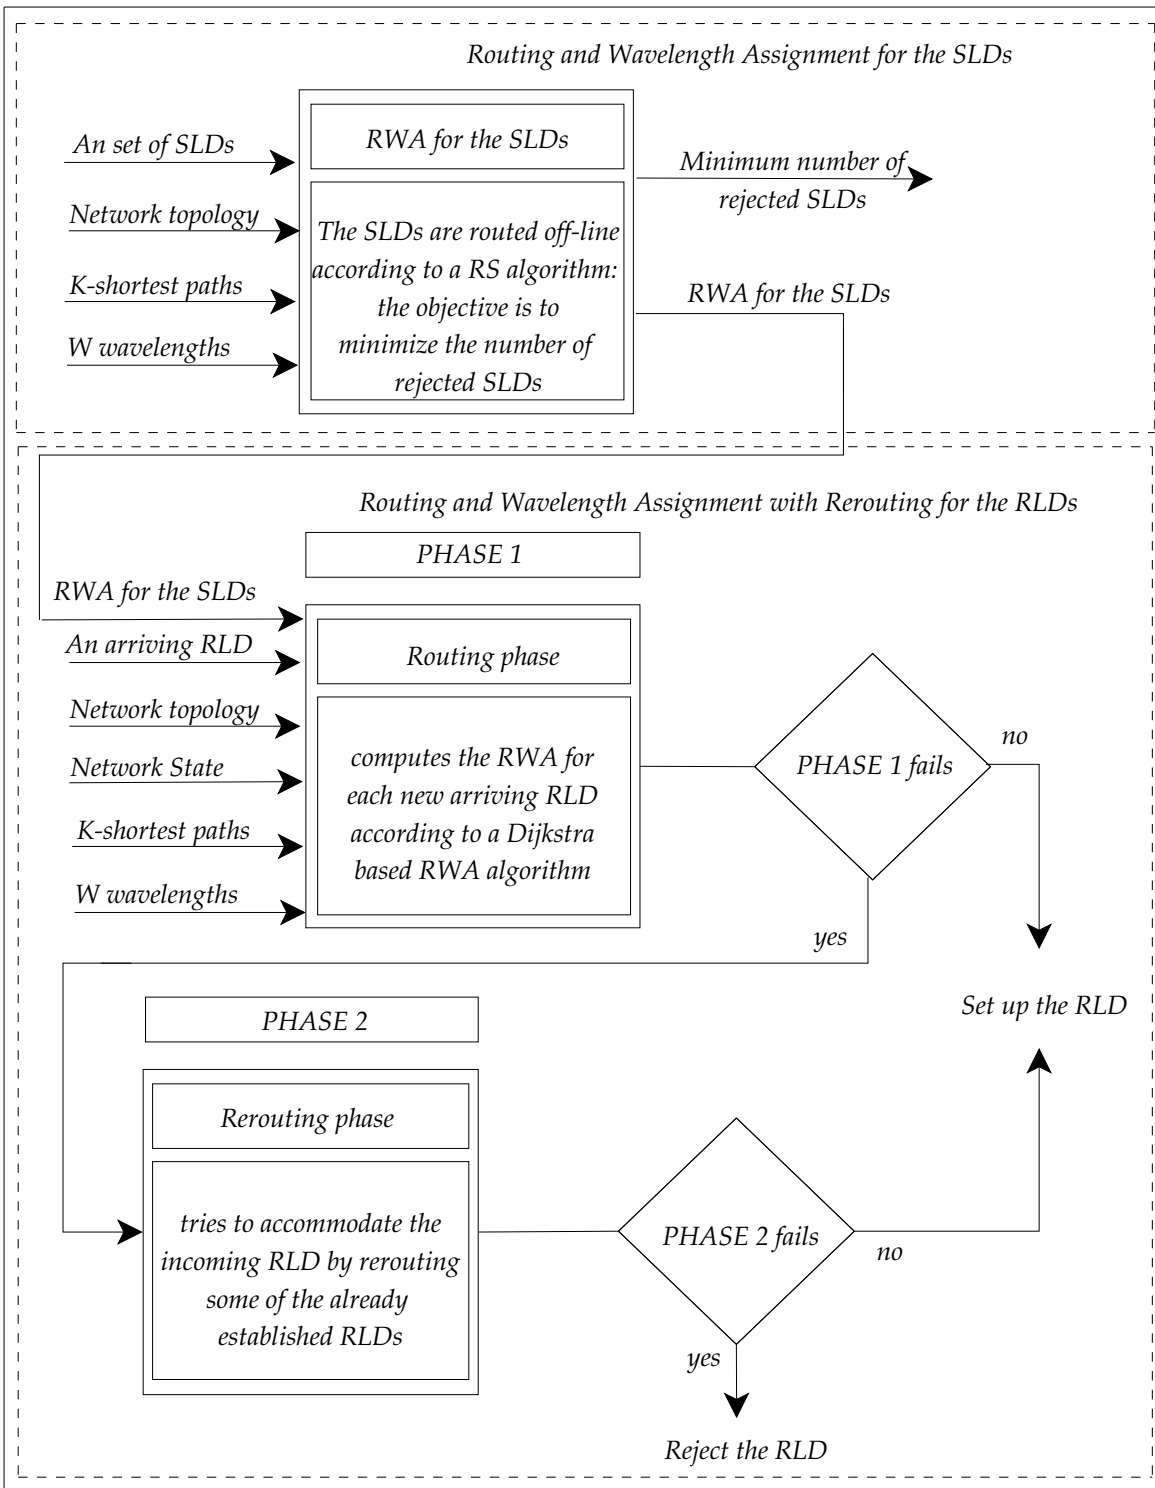 Routing and Wavelength Assignment for the SLDs
An set of SLDs
Network topology
K-shortest paths
W wavelengths
RWA for the SLDs
The SLDs are routed off-line
according to a RS algorithm:
the objective is to
minimize the number of
rejected SLDs
Minimum number of
rejected SLDs
RWA for the SLDs
Routing and Wavelength Assignment with Rerouting for the RLDs
PHASE 1
RWA for the SLDs
An arriving RLD
Network topology
Network State
K-shortest paths
W wavelengths
Routing phase
computes the RWA for
each new arriving RLD
according to a Dijkstra
based RWA algorithm
PHASE 1 fails
no
yes
Set up the RLD
PHASE 2
Rerouting phase
tries to accommodate the
incoming RLD by rerouting
some of the already
established RLDs
PHASE 2 fails
no
yes
Reject the RLD